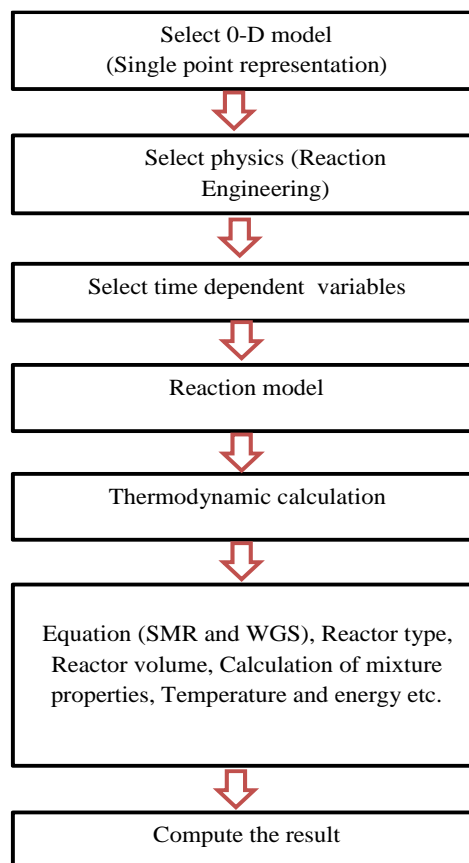 Select 0-D model
(Single point representation)
Select physics (Reaction
Engineering)
Select time dependent variables
Reaction model
Thermodynamic calculation
Equation (SMR and WGS), Reactor type,
Reactor volume, Calculation of mixture
properties, Temperature and energy etc.
Compute the result